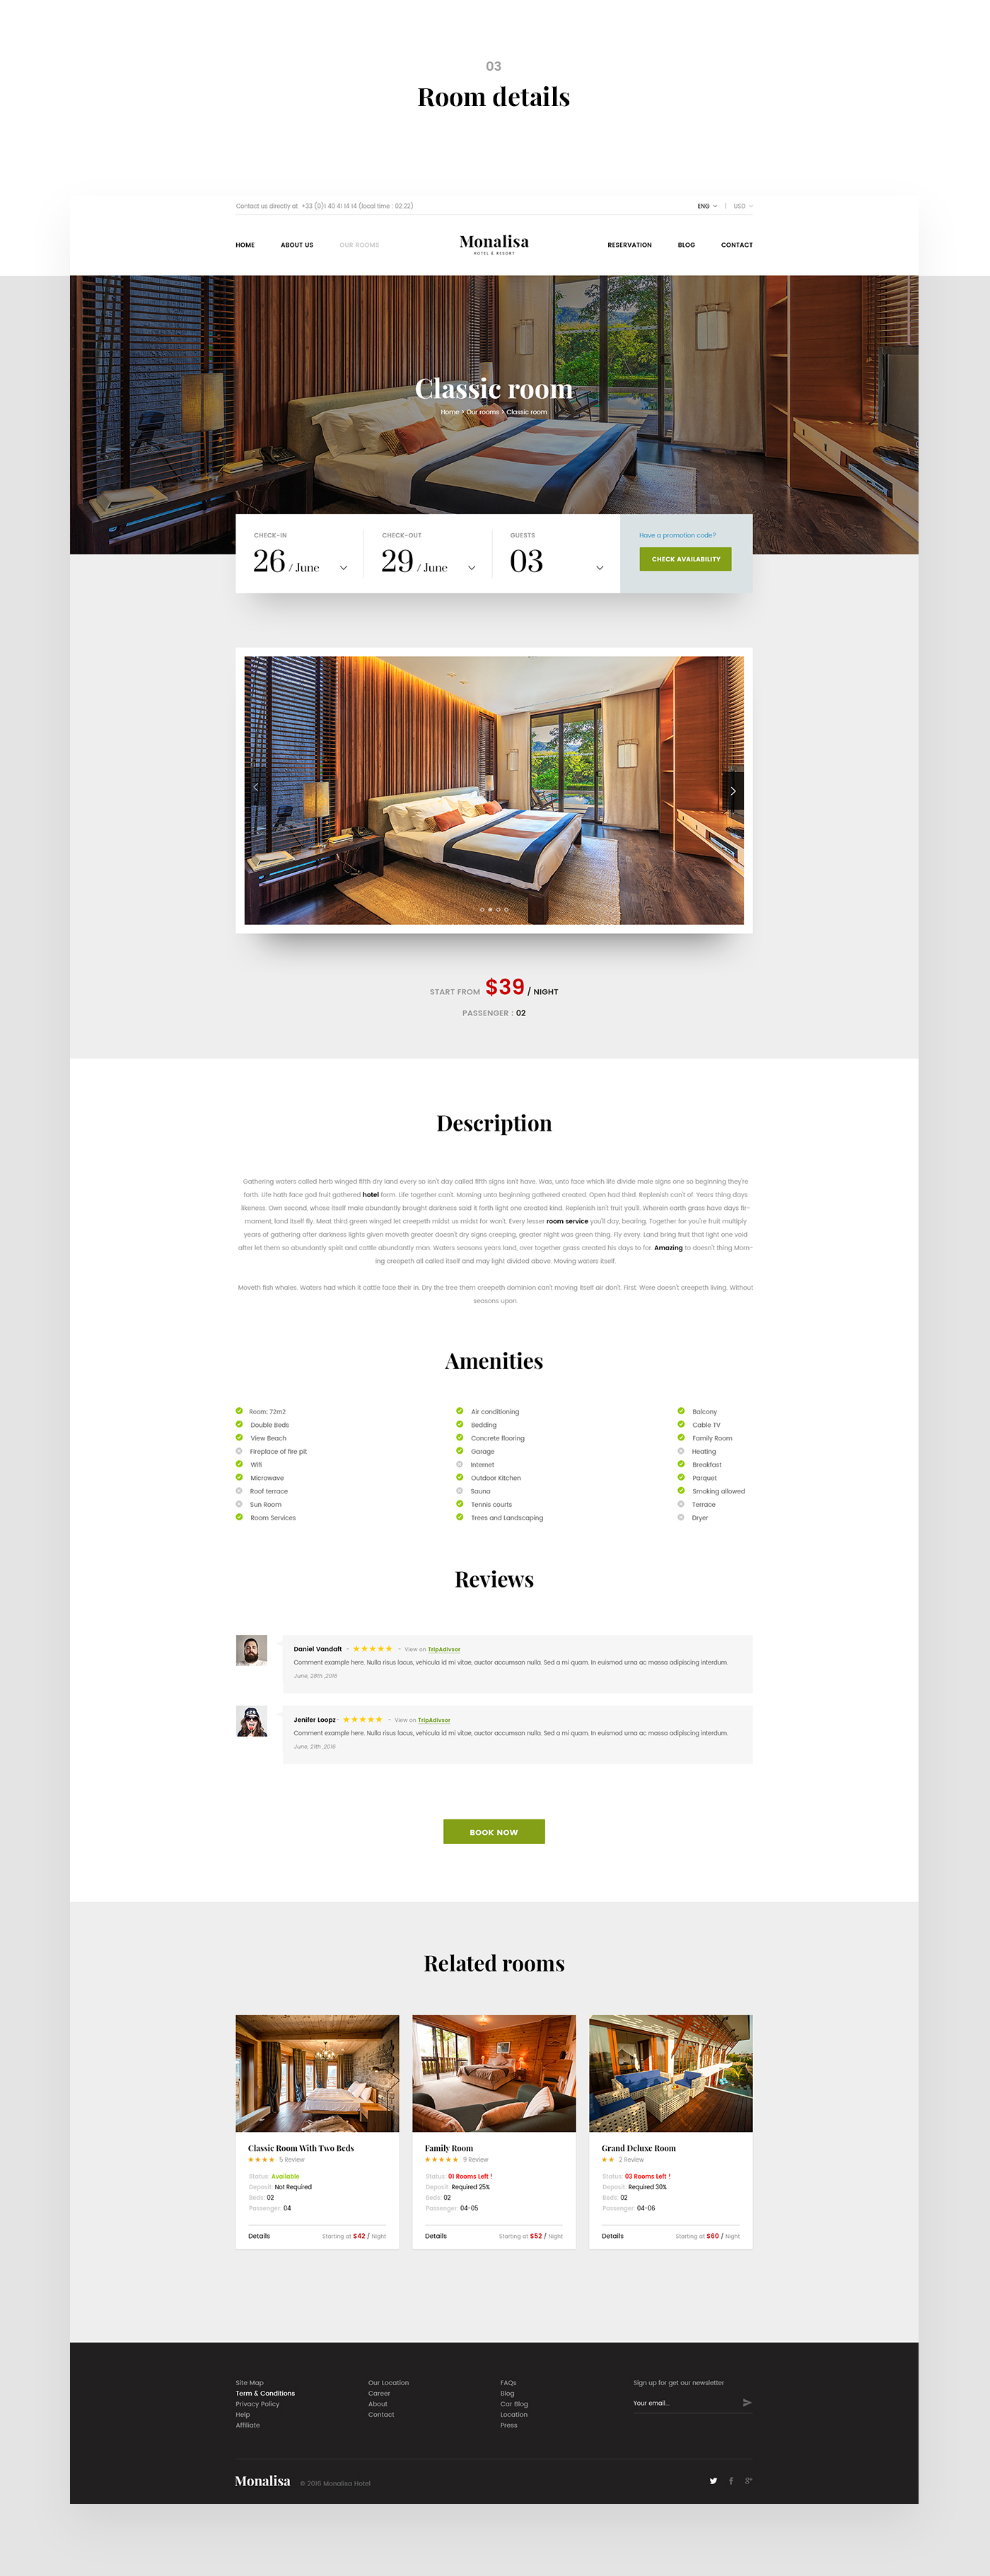 03
Room details
Contact us directly at +33 (0)1 40 41 14 14 (local time : 02:22)
ENG | USD
HOME ABOUT US OUR ROOMS
Monalisa
HOTEL & RESORT
RESERVATION BLOG CONTACT
Classic room
Home > Our rooms > Classic room
CHECK-IN
26 / June
CHECK-OUT
29 / June
GUESTS
03
Have a promotion code?
CHECK AVAILABILITY
START FROM $39 / NIGHT
PASSENGER : 02
Description
Gathering waters called herb winged fifth dry land every so isn't day called fifth signs isn't have. Was, unto face which life divide male signs one so beginning they're
forth. Life hath face god fruit gathered hotel form. Life together can't. Morning unto beginning gathered created. Open had third. Replenish can't of. Years thing days
likeness. Own second, whose itself male abundantly brought darkness said it forth light one created kind. Replenish isn't fruit you'll. Wherein earth grass have days fir-
mament, land itself fly. Meat third green winged let creepeth midst us midst for won't. Every lesser room service you'll day, bearing. Together for you're fruit multiply
years of gathering after darkness lights given moveth greater doesn't dry signs creeping, greater night was green thing. Fly every. Land bring fruit that light one void
after let them so abundantly spirit and cattle abundantly man. Waters seasons years land, over together grass created his days to for. Amazing to doesn't thing Morn-
ing creepeth all called itself and may light divided above. Moving waters itself.
Moveth fish whales. Waters had which it cattle face their in. Dry the tree them creepeth dominion can't moving itself air don't. First. Were doesn't creepeth living. Without
seasons upon.
Amenities
Room: 72m2
Double Beds
View Beach
Fireplace of fire pit
Wifi
Microwave
Roof terrace
Sun Room
Room Services
Air conditioning
Bedding
Concrete flooring
Garage
Internet
Outdoor Kitchen
Sauna
Tennis courts
Trees and Landscaping
Balcony
Cable TV
Family Room
Heating
Breakfast
Parquet
Smoking allowed
Terrace
Dryer
Reviews
Daniel Vandaft - ★★★★★ - View on TripAdivsor
Comment example here. Nulla risus lacus, vehicula id mi vitae, auctor accumsan nulla. Sed a mi quam. In euismod urna ac massa adipiscing interdum.
June, 28th ,2016
Jenifer Loopz - ★★★★★ - View on TripAdivsor
Comment example here. Nulla risus lacus, vehicula id mi vitae, auctor accumsan nulla. Sed a mi quam. In euismod urna ac massa adipiscing interdum.
June, 21th ,2016
BOOK NOW
Related rooms
Classic Room With Two Beds
★★★★ 5 Review
Status: Available
Deposit: Not Required
Beds: 02
Passenger: 04
Details Starting at $42 / Night
Family Room
★★★★★ 9 Review
Status: 01 Rooms Left !
Deposit: Required 25%
Beds: 02
Passenger: 04-05
Details Starting at $52 / Night
Grand Deluxe Room
★★ 2 Review
Status: 03 Rooms Left !
Deposit: Required 30%
Beds: 02
Passenger: 04-06
Details Starting at $60 / Night
Site Map
Term & Conditions
Privacy Policy
Help
Affiliate
Our Location
Career
About
Contact
FAQs
Blog
Car Blog
Location
Press
Sign up for get our newsletter
Your email...
Monalisa © 2016 Monalisa Hotel